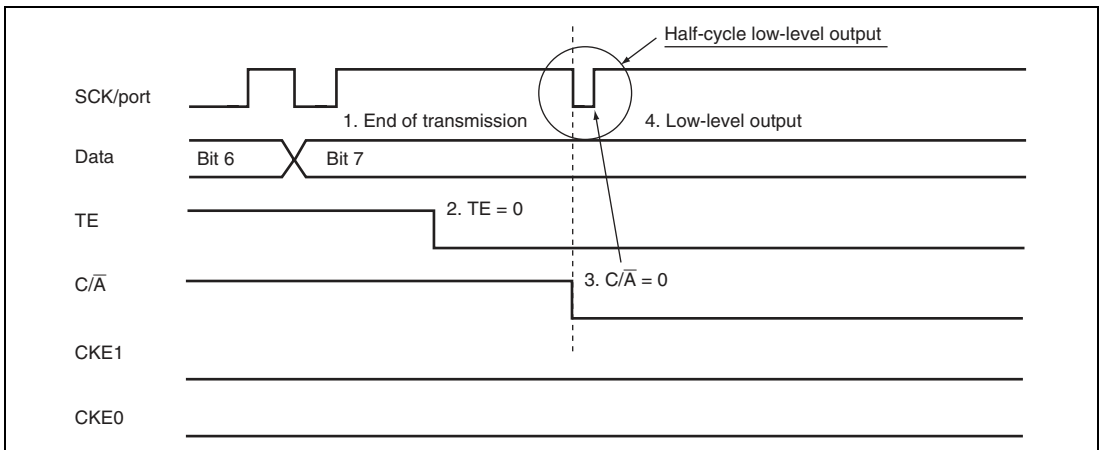 Half-cycle low-level output
SCK/port
1. End of transmission
4. Low-level output
Data
Bit 6
Bit 7
TE
2. TE = 0
C/A̅
3. C/A̅ = 0
CKE1
CKE0